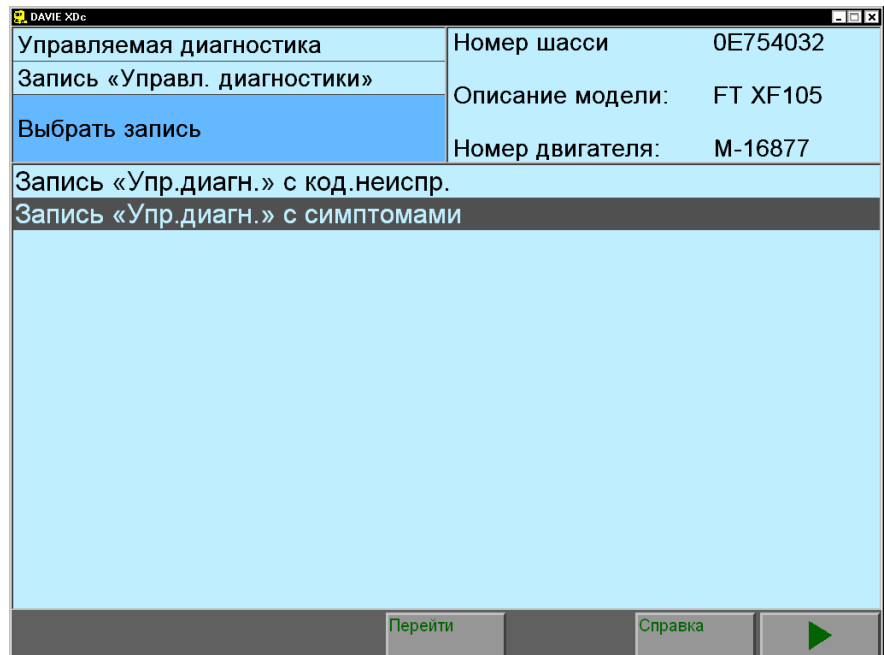 DAVIE XDc
Управляемая диагностика
Запись «Управл. диагностики»
Выбрать запись
Номер шасси 0E754032
Описание модели: FT XF105
Номер двигателя: M-16877
Запись «Упр.диагн.» с код.неиспр.
Запись «Упр.диагн.» с симптомами
Перейти
Справка